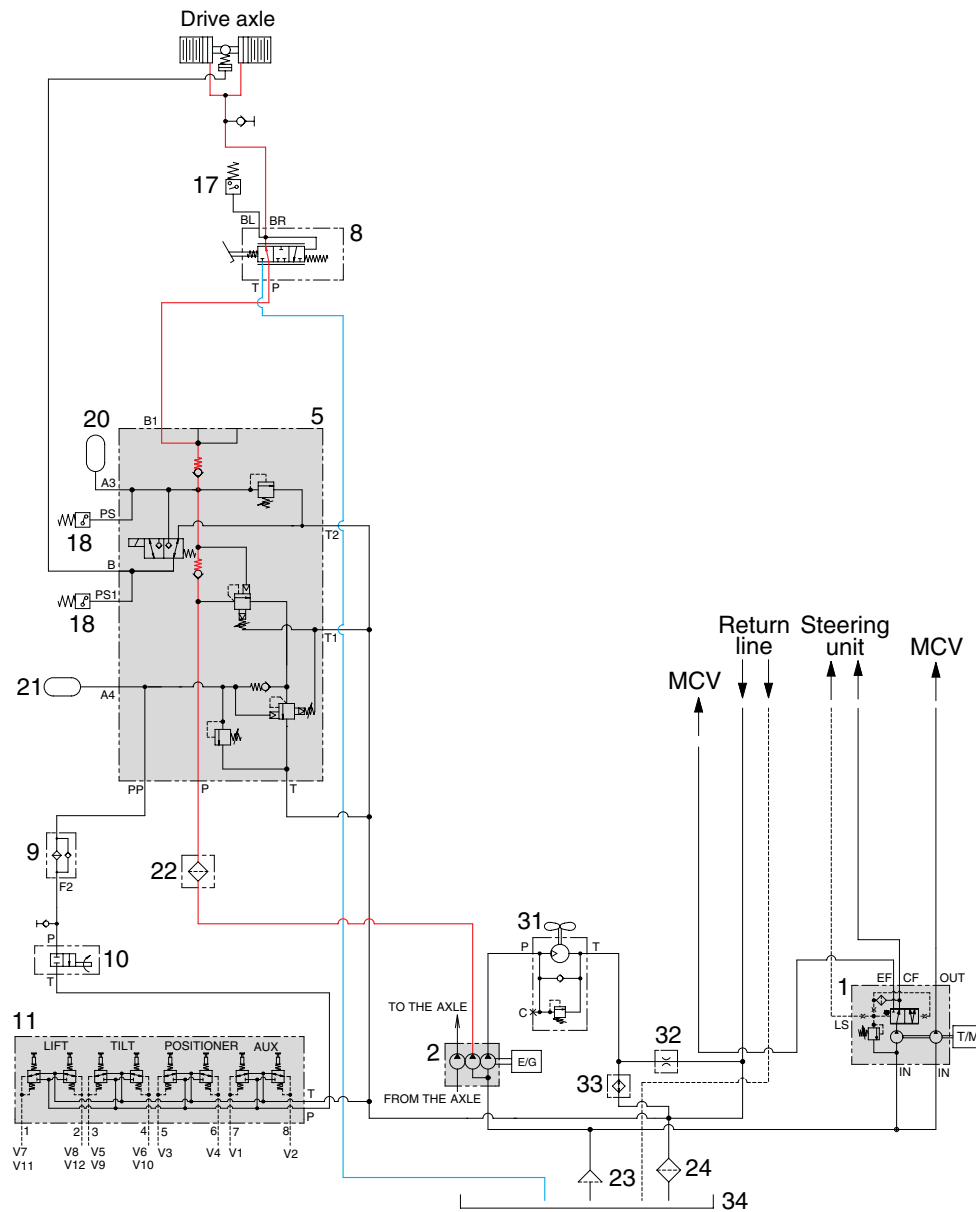 Drive axle
17
BL BR
8
T P
20
B1
5
A3
PS
18
T2
B
PS1
18
T1
Return line
Steering unit
MCV
MCV
21
A4
PP
P
T
9
F2
22
31
P
T
C
P
10
T
1
EF CF OUT
LS
T/M
IN
IN
TO THE AXLE
2
E/G
FROM THE AXLE
32
33
11
LIFT TILT POSITIONER AUX
T
P
1 2 3 4 5 6 7 8
V7 V8 V5 V6 V3 V4 V1 V2
V11 V12 V9 V10
23
24
34